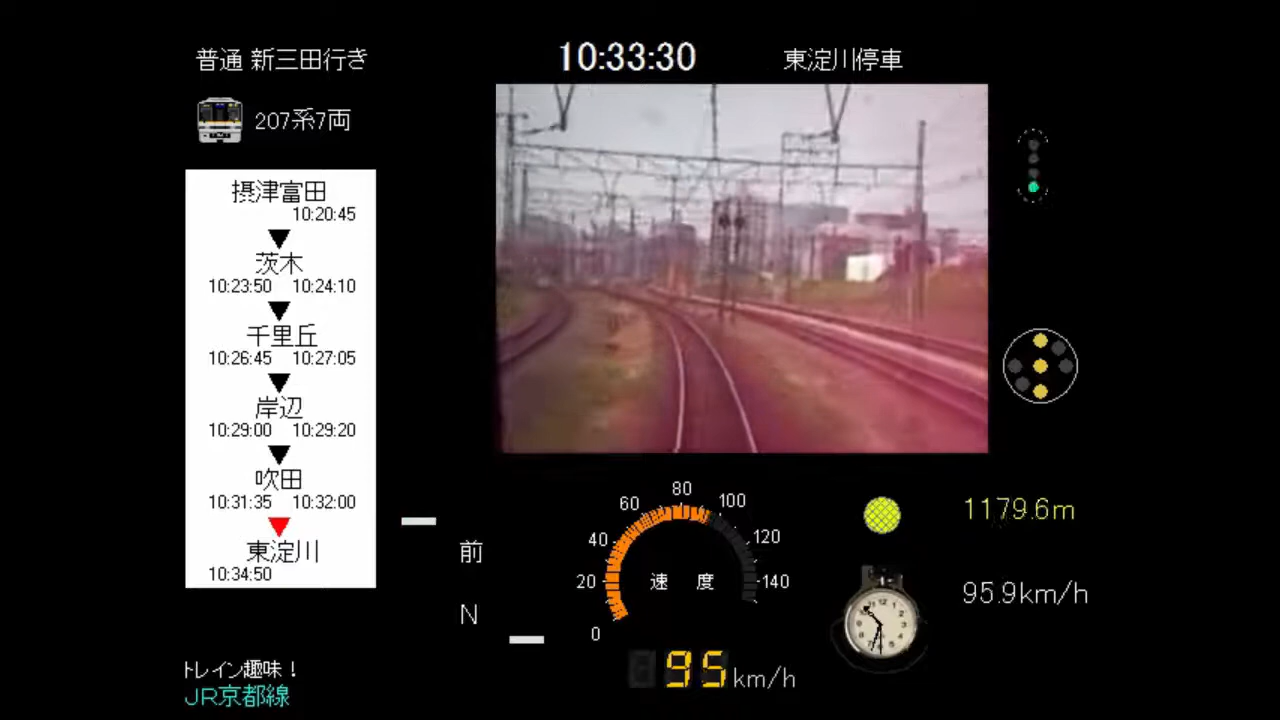 普通 新三田行き
10:33:30
東淀川停車
207系7両
摂津富田
10:20:45
茨木
10:23:50 10:24:10
千里丘
10:26:45 10:27:05
岸辺
10:29:00 10:29:20
吹田
10:31:35 10:32:00
東淀川
10:34:50
前
N
0
20
40
60
80
100
120
140
速 度
95 km/h
1179.6m
95.9km/h
トレイン趣味！
JR京都線